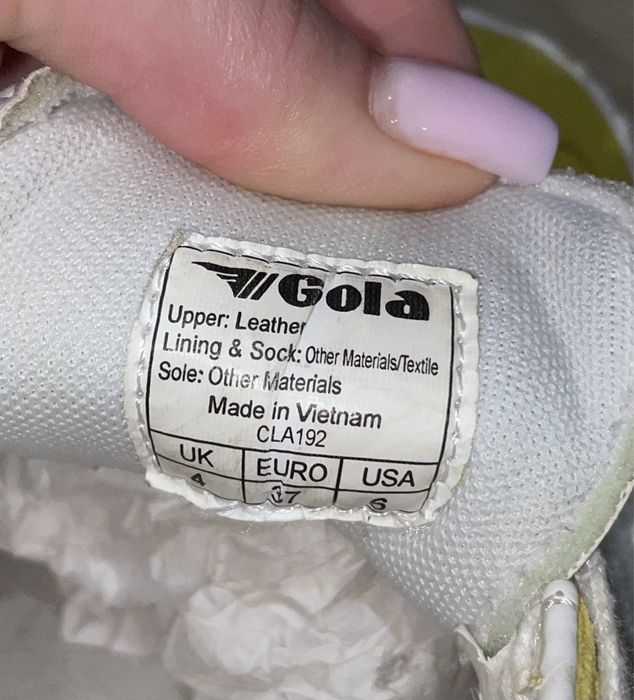 Gola
Upper: Leather
Lining & Sock: Other Materials/Textile
Sole: Other Materials
Made in Vietnam
CLA192
UK EURO USA
4 37 6